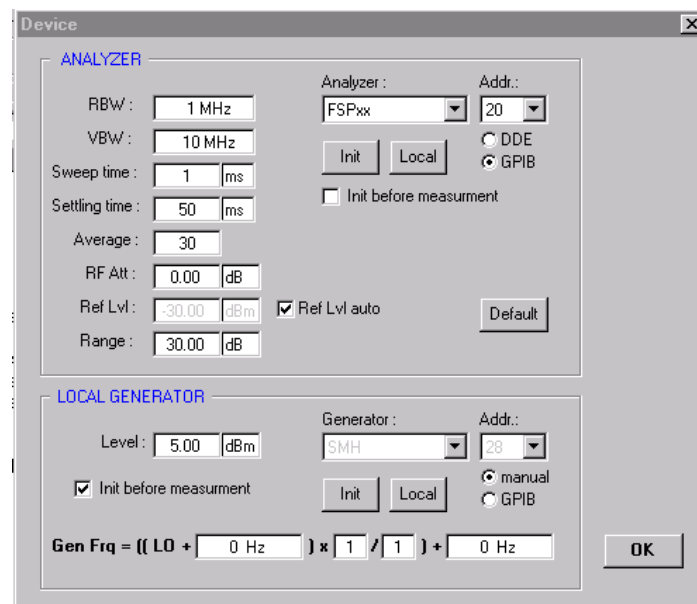 Device
ANALYZER
Analyzer : Addr.:
RBW : 1 MHz FSPxx 20
VBW : 10 MHz DDE
Init Local GPIB
Sweep time : 1 ms
Init before measurment
Settling time : 50 ms
Average : 30
RF Att : 0.00 dB
Ref Lvl : -30.00 dBm Ref Lvl auto Default
Range : 30.00 dB
LOCAL GENERATOR
Generator : Addr.:
Level : 5.00 dBm SMH 28
manual
Init before measurment Init Local GPIB
Gen Frq = (( LO + 0 Hz ) x 1 / 1 ) + 0 Hz OK